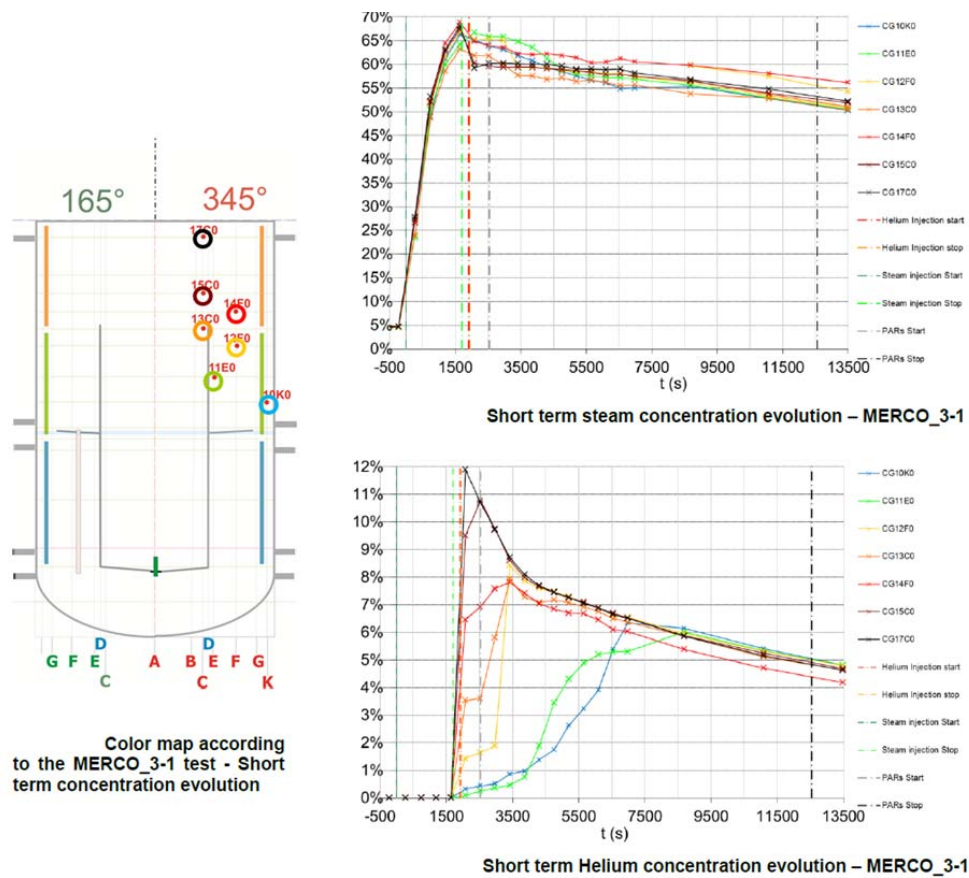 165° 345°
17C0
15C0
14F0
13C0
12F0
11E0
10K0
D D
G F E A B E F G
C C K
Color map according
to the MERCO_3-1 test - Short
term concentration evolution
70%
65%
60%
55%
50%
45%
40%
35%
30%
25%
20%
15%
10%
5%
0%
-500 1500 3500 5500 7500 9500 11500 13500
t (s)
CG10K0
CG11E0
CG12F0
CG13C0
CG14F0
CG15C0
CG17C0
Helium Injection start
Helium Injection stop
Steam injection Start
Steam injection Stop
PARs Start
PARs Stop
Short term steam concentration evolution – MERCO_3-1
12%
11%
10%
9%
8%
7%
6%
5%
4%
3%
2%
1%
0%
-500 1500 3500 5500 7500 9500 11500 13500
t (s)
CG10K0
CG11E0
CG12F0
CG13C0
CG14F0
CG15C0
CG17C0
Helium Injection start
Helium Injection stop
Steam injection Start
Steam injection Stop
PARs Start
PARs Stop
Short term Helium concentration evolution – MERCO_3-1